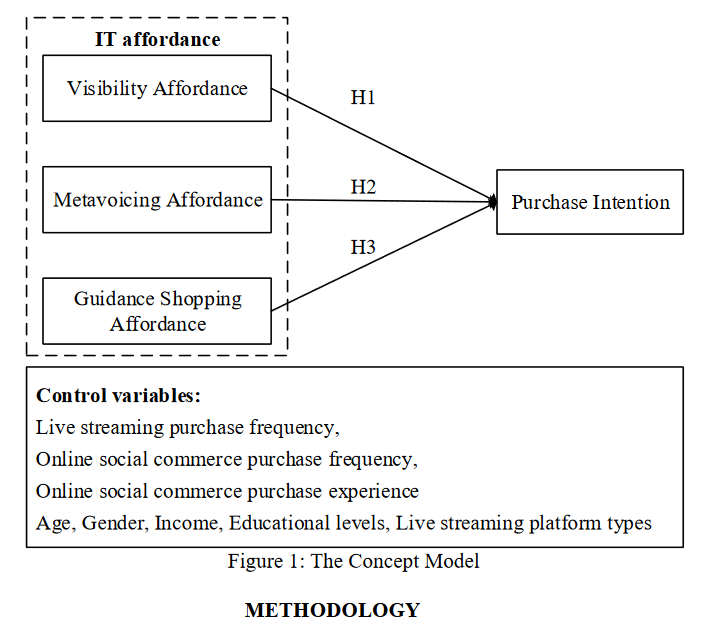 IT affordance
Visibility Affordance
H1
Metavoicing Affordance
H2
Purchase Intention
H3
Guidance Shopping
Affordance
Control variables:
Live streaming purchase frequency,
Online social commerce purchase frequency,
Online social commerce purchase experience
Age, Gender, Income, Educational levels, Live streaming platform types
Figure 1: The Concept Model
METHODOLOGY